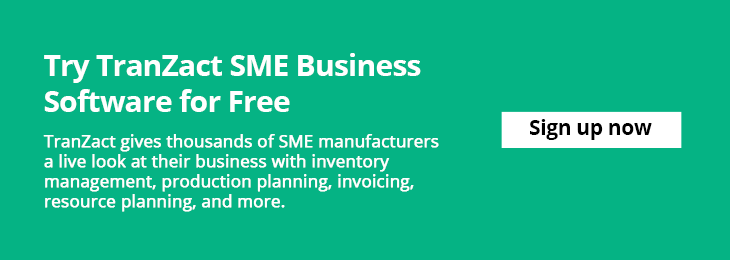 Try TranZact SME Business
Software for Free
TranZact gives thousands of SME manufacturers
a live look at their business with inventory
management, production planning, invoicing,
resource planning, and more.
Sign up now